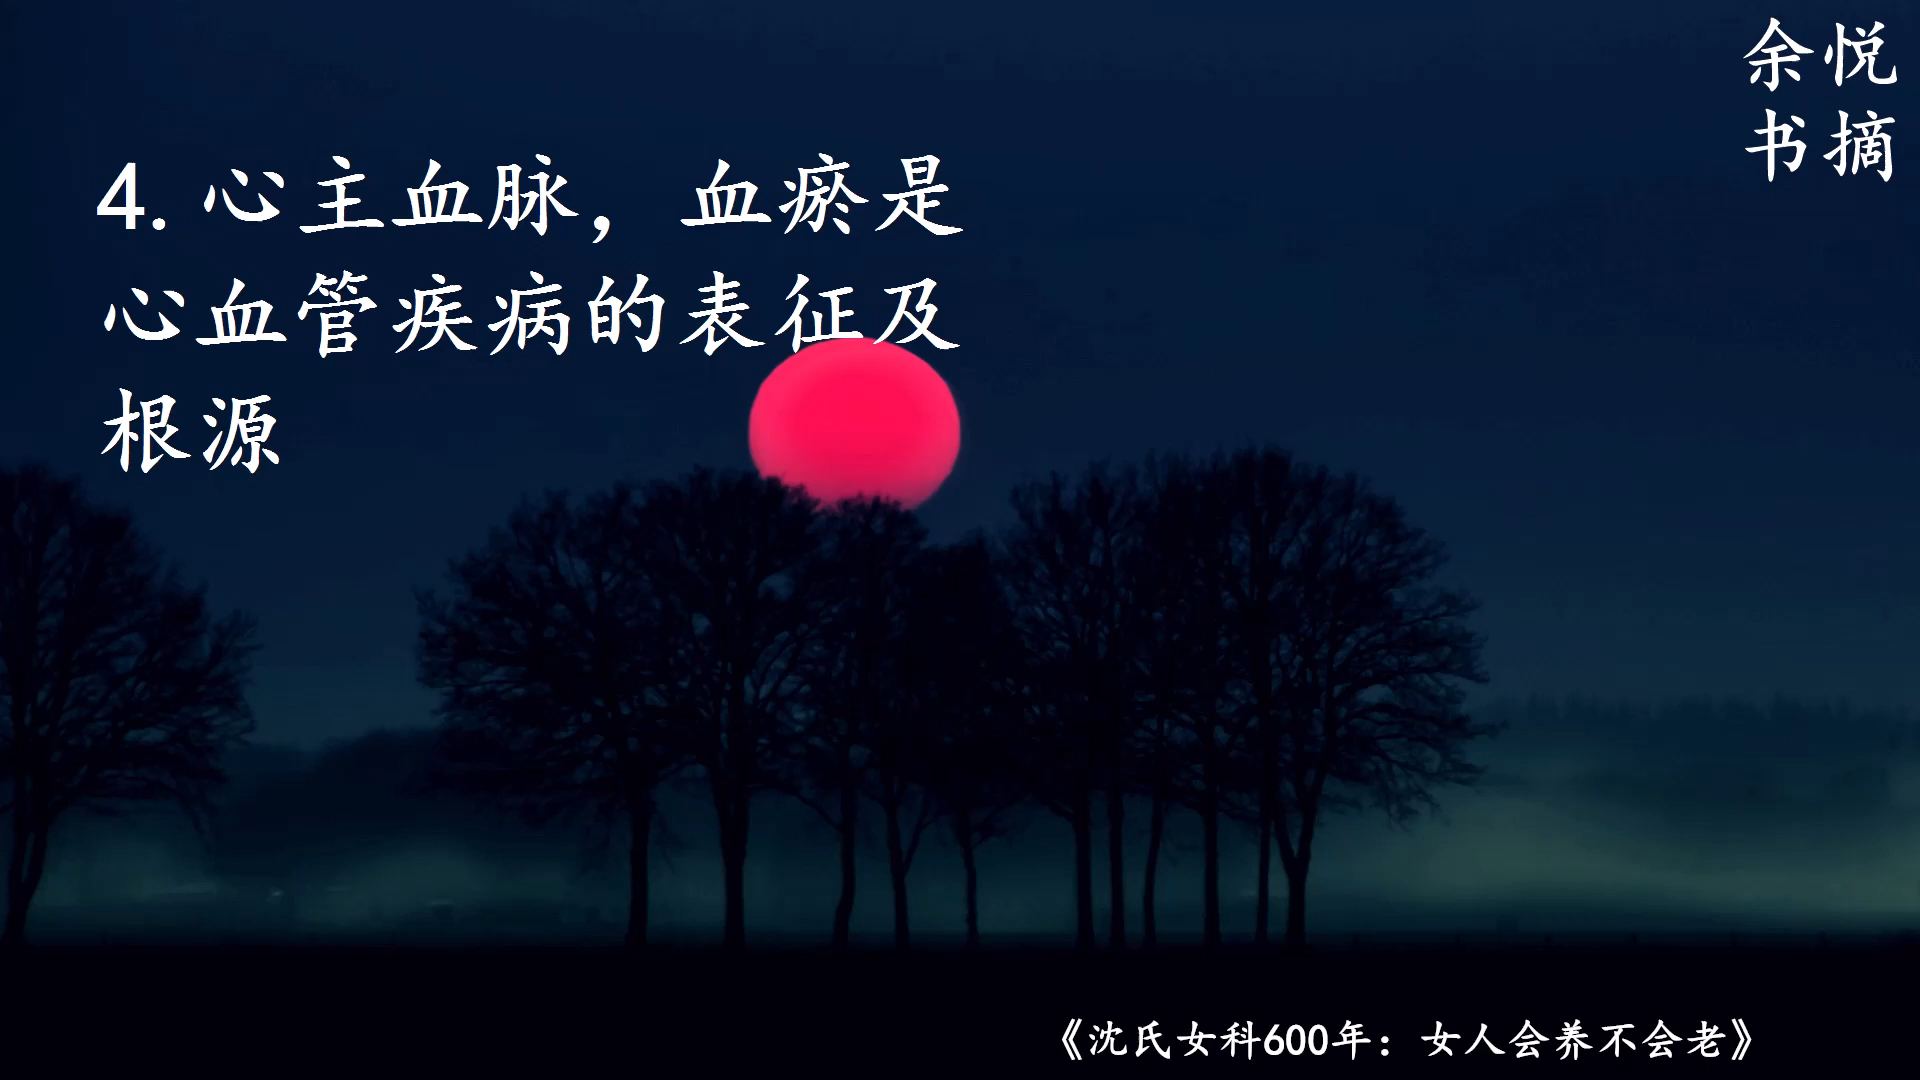 余悦
书摘
4. 心主血脉，血瘀是
心血管疾病的表征及
根源
《沈氏女科600年：女人会养不会老》